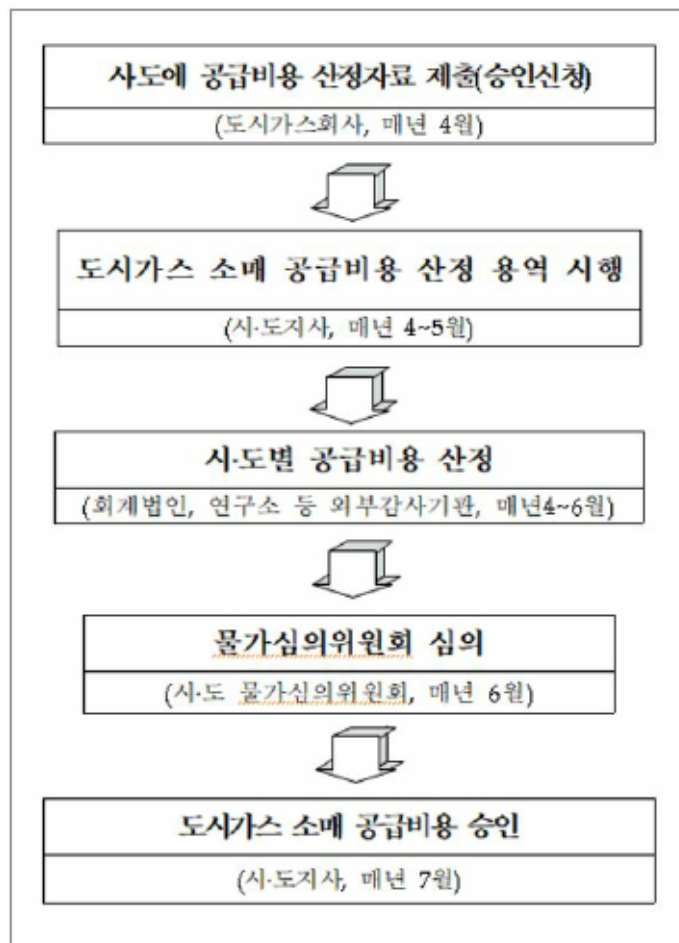 시도에 공급비용 산정자료 제출(승인신청)
(도시가스회사, 매년 4월)
도시가스 소매 공급비용 산정 용역 시행
(시·도지사, 매년 4~5월)
시·도별 공급비용 산정
(회계법인, 연구소 등 외부감사기관, 매년4~6월)
물가심의위원회 심의
(시·도 물가심의위원회, 매년 6월)
도시가스 소매 공급비용 승인
(시·도지사, 매년 7월)